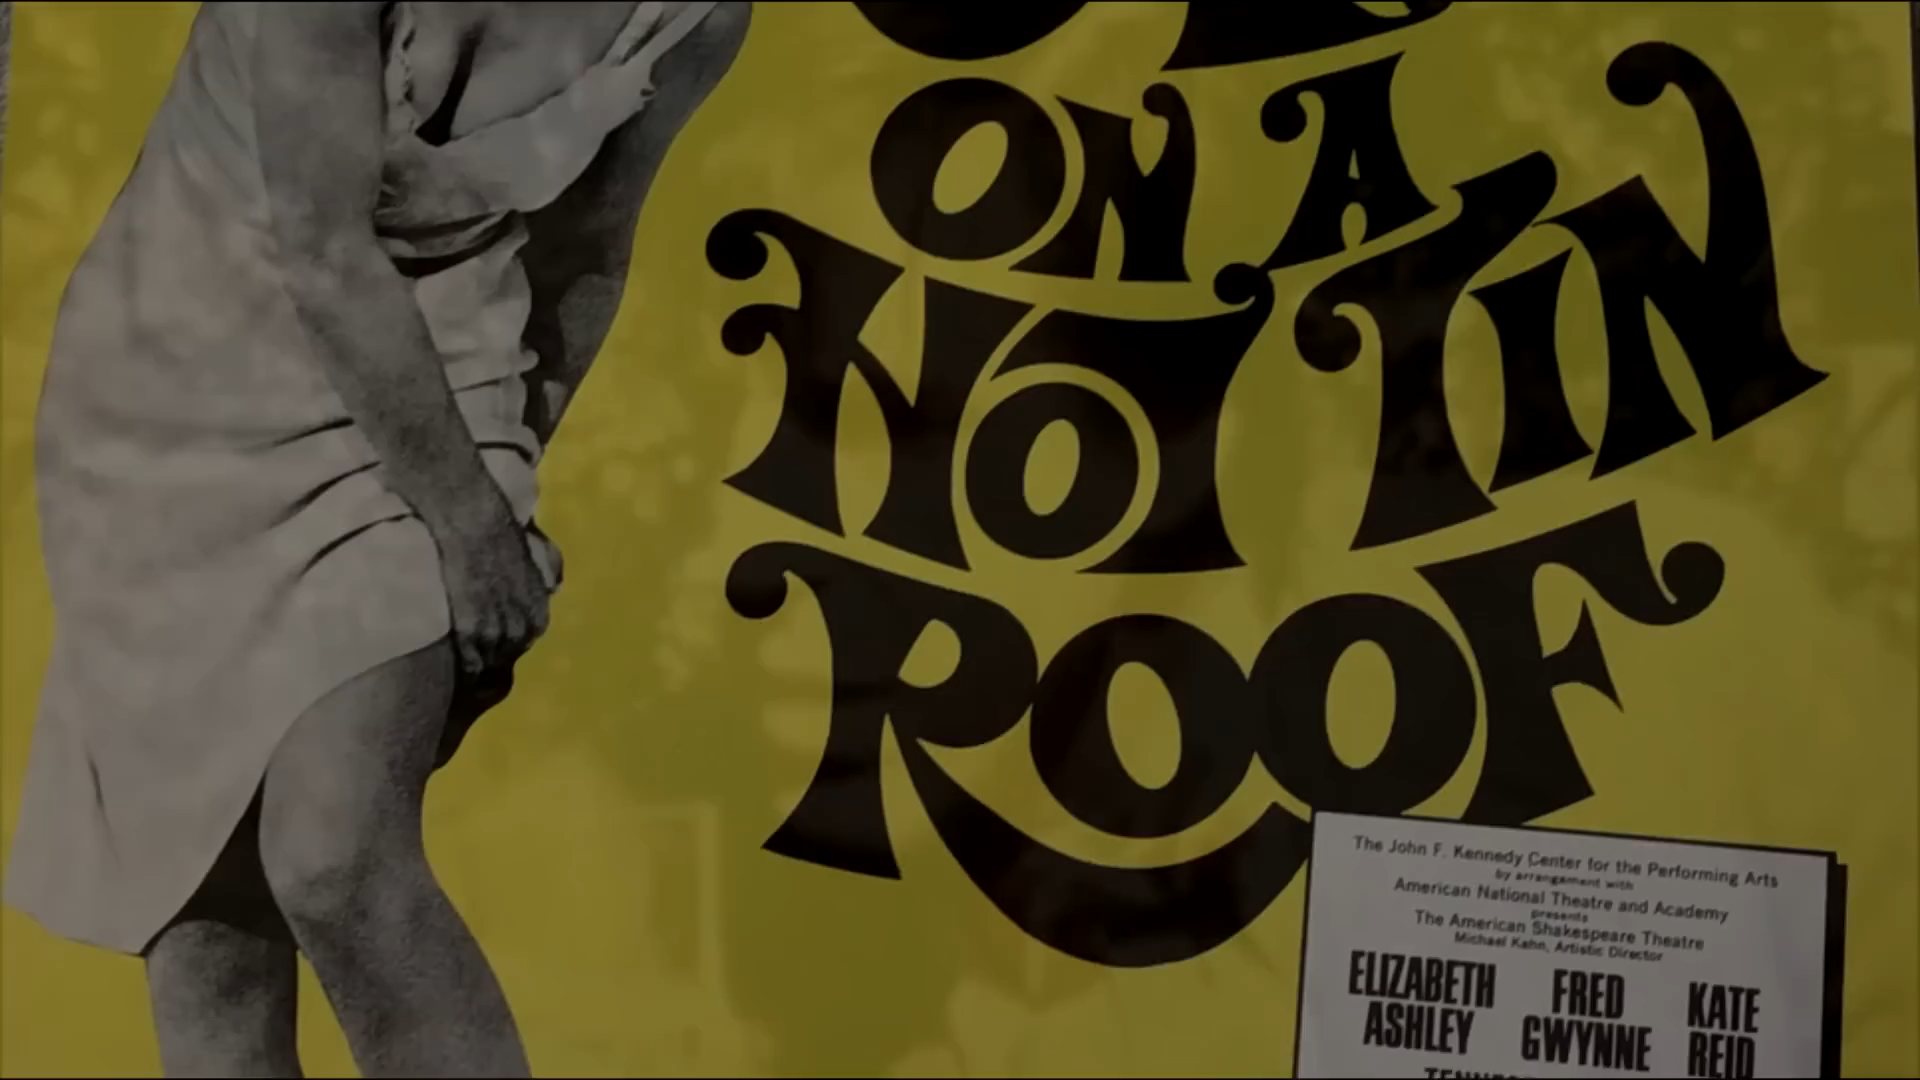 ON A
HOT TIN
ROOF
The John F. Kennedy Center for the Performing Arts
by arrangement with
American National Theatre and Academy
presents
The American Shakespeare Theatre
Michael Kahn, Artistic Director
ELIZABETH ASHLEY
FRED GWYNNE
KATE REID